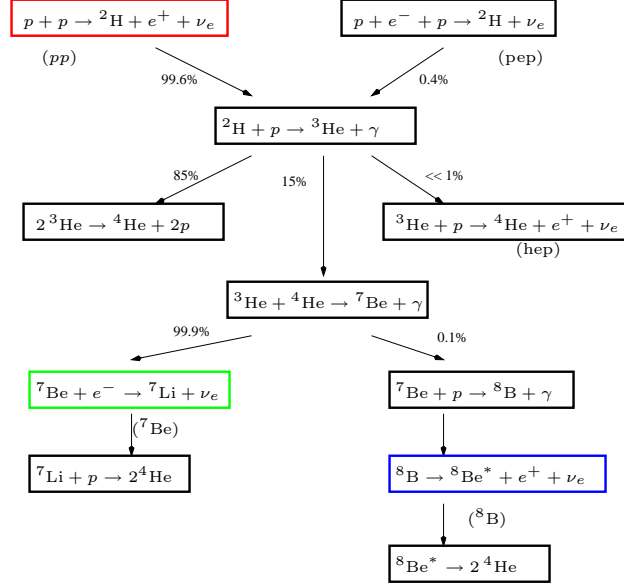 p + p → ²H + e⁺ + νₑ
p + e⁻ + p → ²H + νₑ
(pp)
(pep)
99.6%
0.4%
²H + p → ³He + γ
85%
15%
<< 1%
2 ³He → ⁴He + 2p
³He + p → ⁴He + e⁺ + νₑ
(hep)
³He + ⁴He → ⁷Be + γ
99.9%
0.1%
⁷Be + e⁻ → ⁷Li + νₑ
⁷Be + p → ⁸B + γ
(⁷Be)
⁷Li + p → 2⁴He
⁸B → ⁸Be* + e⁺ + νₑ
(⁸B)
⁸Be* → 2 ⁴He